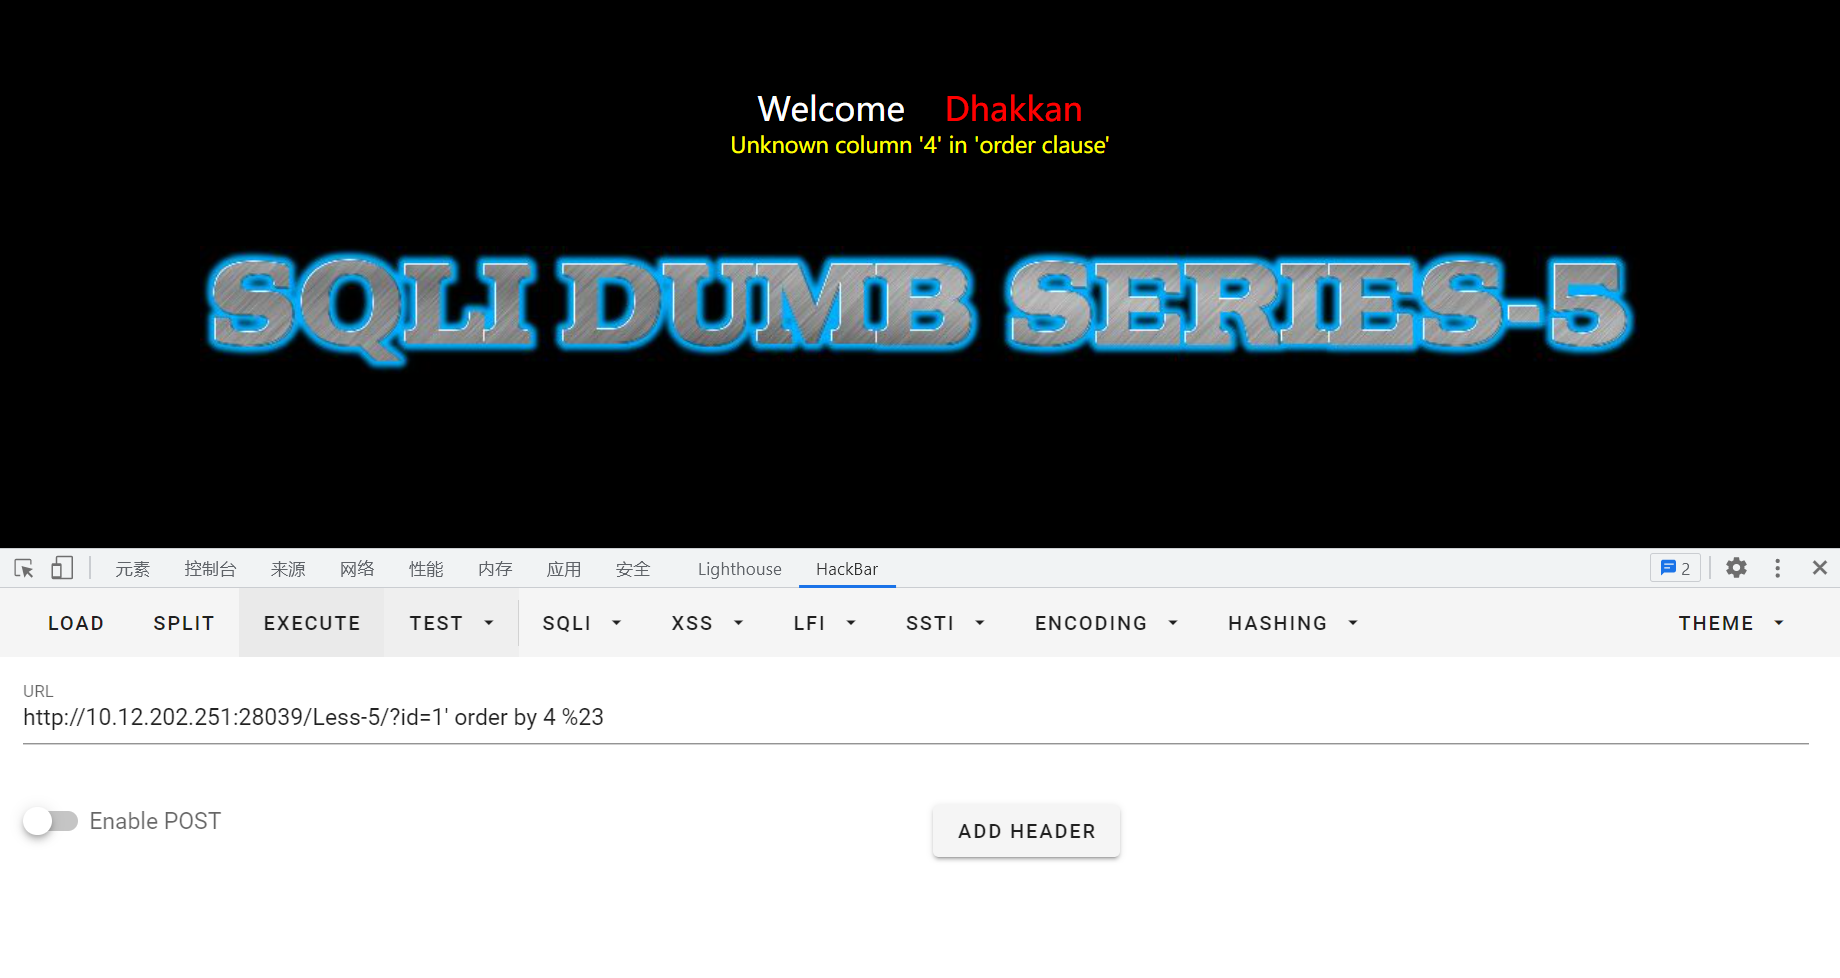 Welcome Dhakkan
Unknown column '4' in 'order clause'
SQLI DUMB SERIES-5
元素 控制台 来源 网络 性能 内存 应用 安全 Lighthouse HackBar 2
LOAD SPLIT EXECUTE TEST SQLI XSS LFI SSTI ENCODING HASHING THEME
URL
http://10.12.202.251:28039/Less-5/?id=1' order by 4 %23
Enable POST ADD HEADER